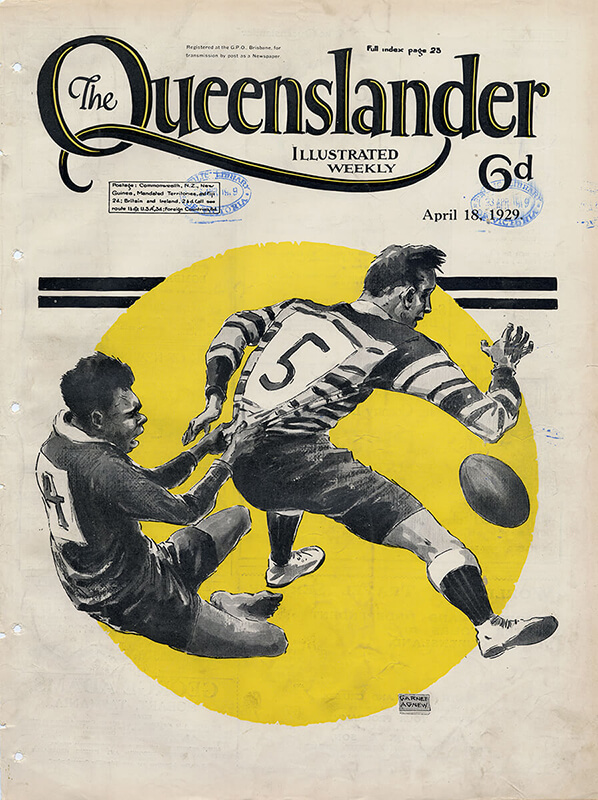 Registered at the G.P.O., Brisbane, for
transmission by post as a Newspaper
Full index page 23
The Queenslander
ILLUSTRATED
WEEKLY
6d
Postage: Commonwealth, N.Z., New
Guinea, Mandated Territories,
2d.; Britain and Ireland,
April 18, 1929.
5
4
GARNET
AGNEW